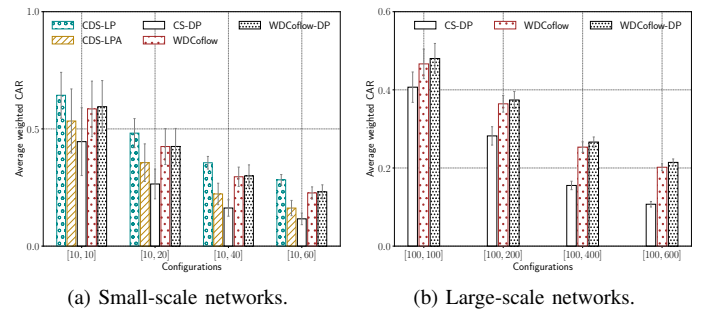 (a)
CDS-LP CS-DP WDCoflow-DP
CDS-LPA WDCoflow
Average weighted CAR
1.0
0.5
0.0
[10, 10] [10, 20] [10, 40] [10, 60]
Configurations
(a) Small-scale networks.
(b)
CS-DP WDCoflow WDCoflow-DP
Average weighted CAR
0.6
0.4
0.2
0.0
[100, 100] [100, 200] [100, 400] [100, 600]
Configurations
(b) Large-scale networks.